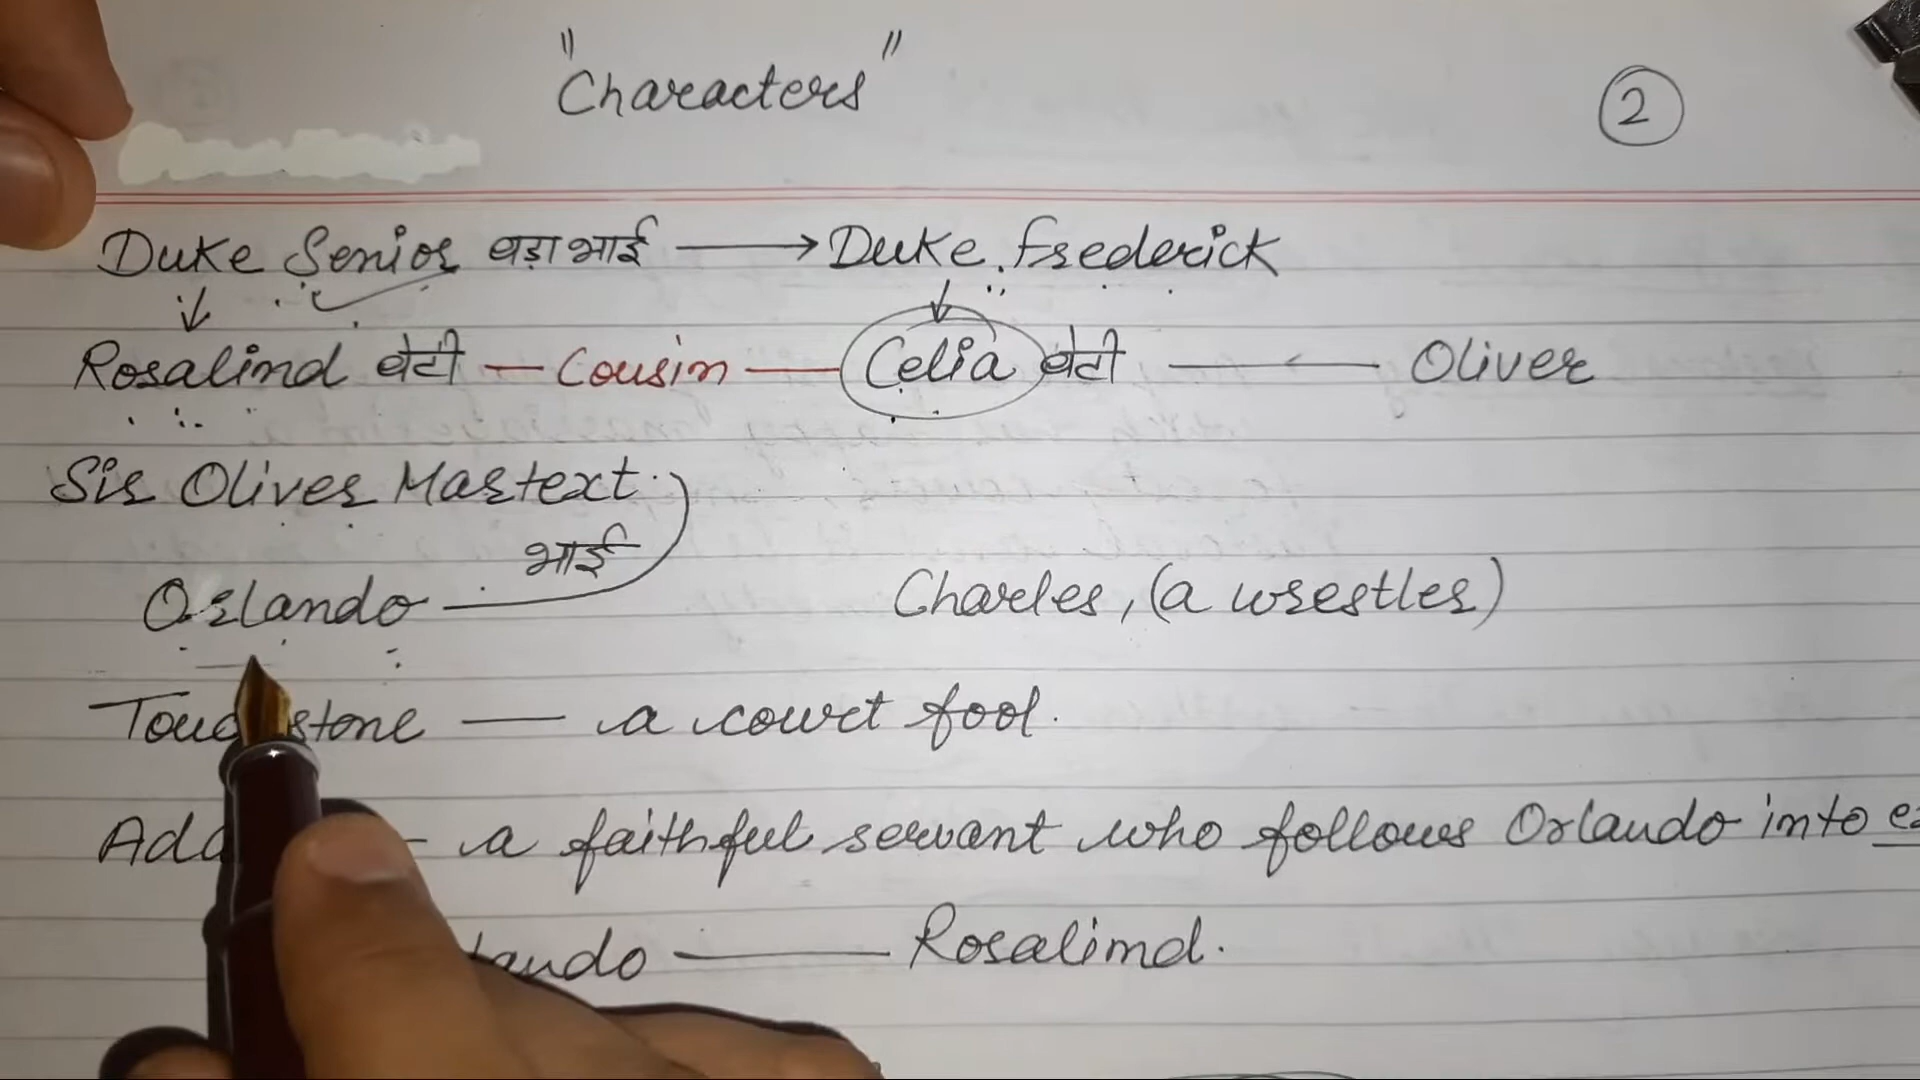 "Characters"
2
Duke Senior बड़ा भाई → Duke Frederick
Rosalind बेटी — Cousin — Celia बेटी — Oliver
Sir Oliver Martext
भाई
Orlando — Charles, (a wrestler)
— a court fool.
— a faithful servant who follows Orlando into
— Rosalind.